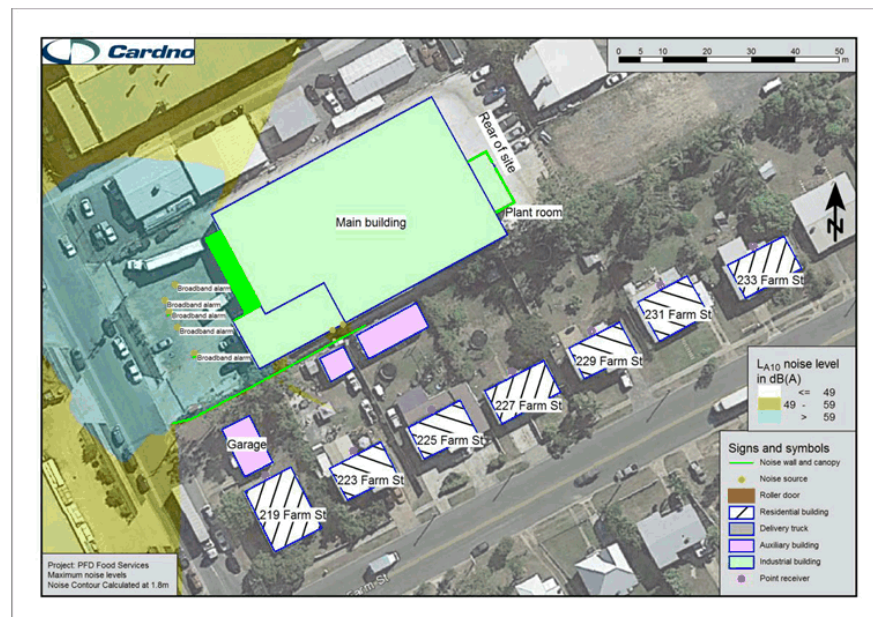 Cardno
0 10 20 30 40 50
m
Rear of site
Main building
Plant room
Broadband alarm
Broadband alarm
Broadband alarm
Broadband alarm
Broadband alarm
233 Farm St
231 Farm St
229 Farm St
227 Farm St
225 Farm St
223 Farm St
219 Farm St
Garage
Farm St
N
LA10 noise level
in dB(A)
<= 49
49 - 59
> 59
Signs and symbols
Noise wall and canopy
Noise source
Roller door
Residential building
Delivery truck
Auxiliary building
Industrial building
Point receiver
Project: PFD Food Services
Maximum noise levels
Noise Contour Calculated at 1.8m